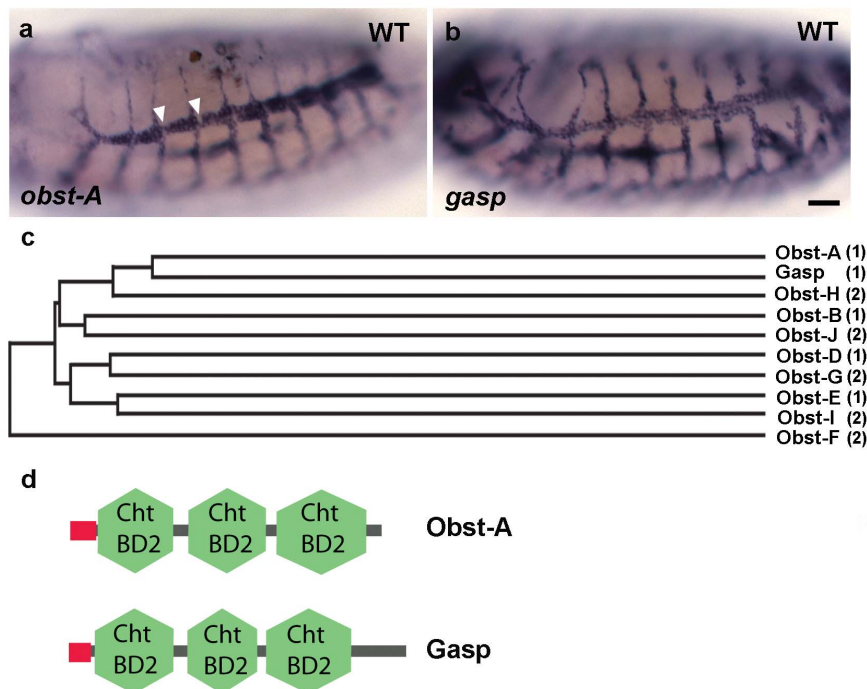 a WT
obst-A
b WT
gasp
c
Obst-A (1)
Gasp (1)
Obst-H (2)
Obst-B (1)
Obst-J (2)
Obst-D (1)
Obst-G (2)
Obst-E (1)
Obst-I (2)
Obst-F (2)
d
Cht Cht Cht
BD2 BD2 BD2
Obst-A
Cht Cht Cht
BD2 BD2 BD2
Gasp